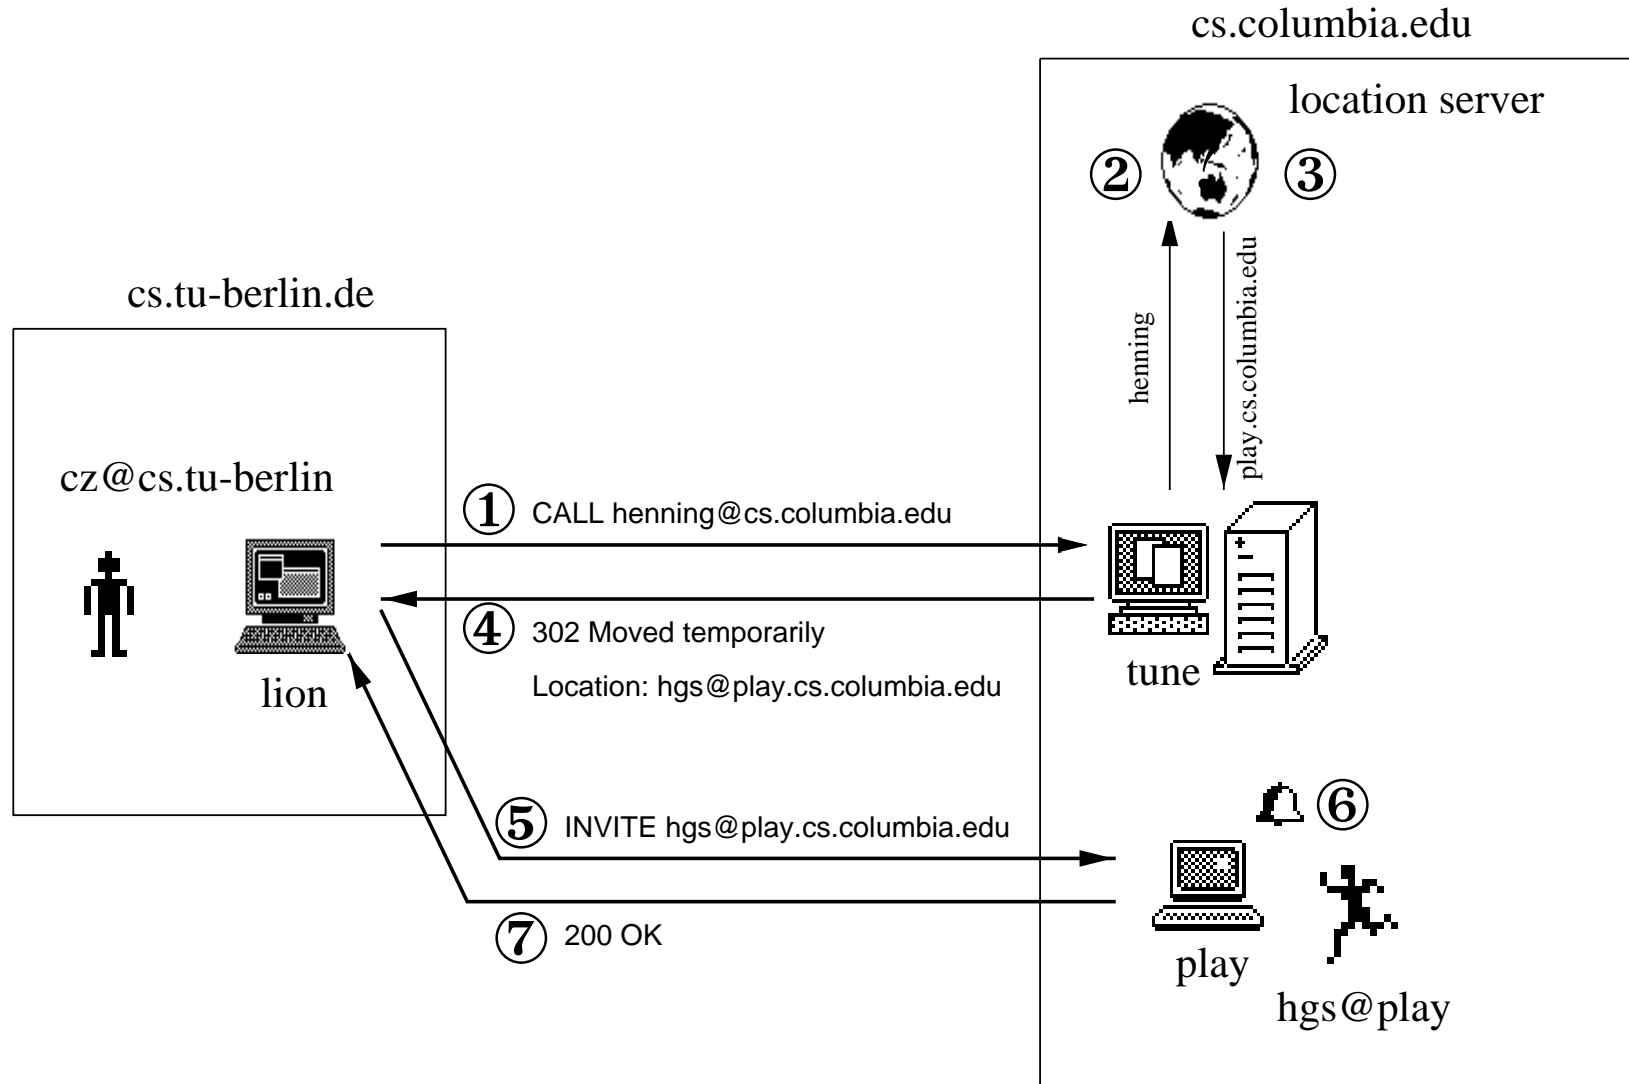 cs.columbia.edu
location server
② ③
henning
play.cs.columbia.edu
cs.tu-berlin.de
cz@cs.tu-berlin
① CALL henning@cs.columbia.edu
④ 302 Moved temporarily
Location: hgs@play.cs.columbia.edu
lion
tune
⑤ INVITE hgs@play.cs.columbia.edu
⑥
⑦ 200 OK
play
hgs@play